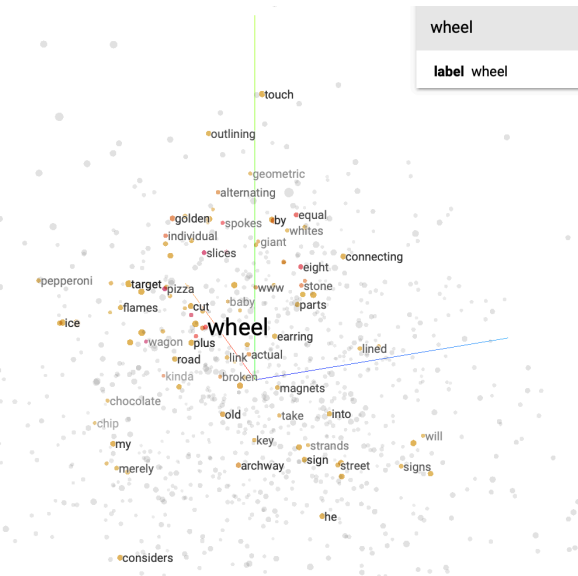 wheel
label wheel
touch
outlining
geometric
alternating
golden
spokes
by
equal
whites
individual
giant
slices
connecting
eight
pepperoni
target
pizza
www
stone
flames
cut
baby
parts
ice
wheel
wagon
plus
earring
lined
road
link
actual
kinda
broken
magnets
chocolate
old
take
into
chip
my
key
strands
will
merely
archway
sign
street
signs
he
considers